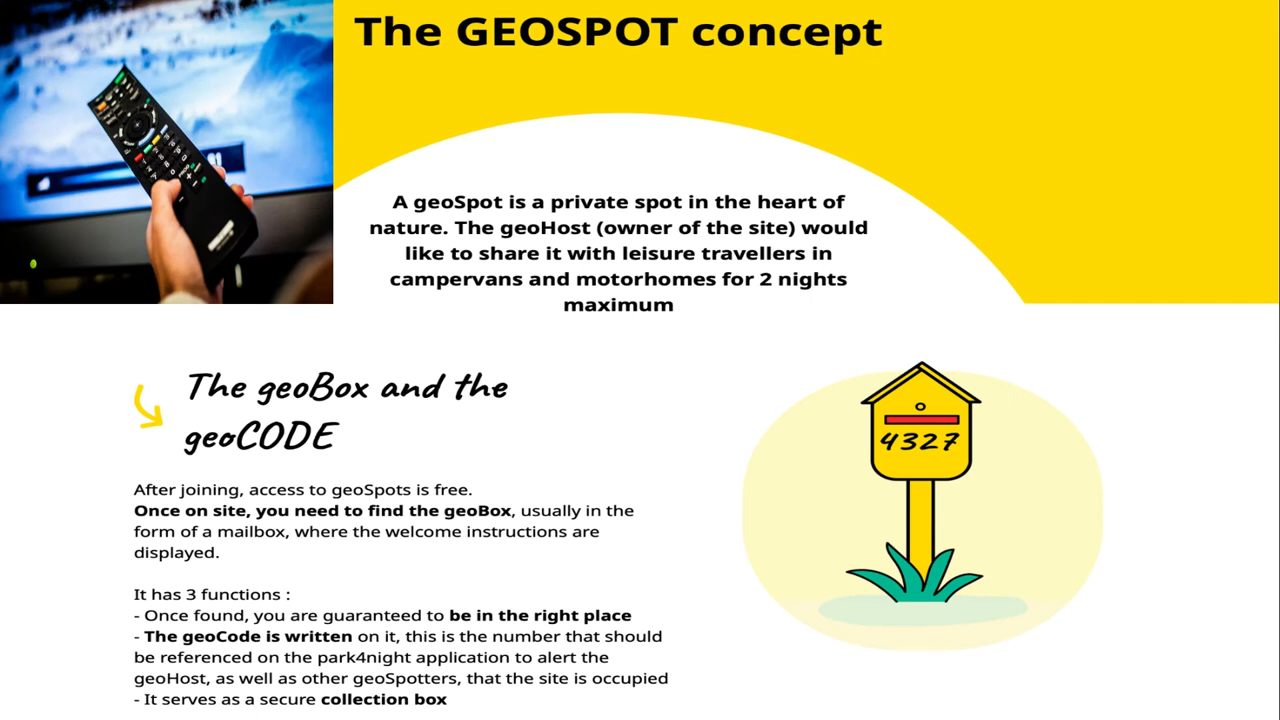 The GEOSPOT concept
A geoSpot is a private spot in the heart of
nature. The geoHost (owner of the site) would
like to share it with leisure travellers in
campervans and motorhomes for 2 nights
maximum
The geoBox and the
geoCODE
4327
After joining, access to geoSpots is free.
Once on site, you need to find the geoBox, usually in the
form of a mailbox, where the welcome instructions are
displayed.
It has 3 functions :
- Once found, you are guaranteed to be in the right place
- The geoCode is written on it, this is the number that should
be referenced on the park4night application to alert the
geoHost, as well as other geoSpotters, that the site is occupied
- It serves as a secure collection box